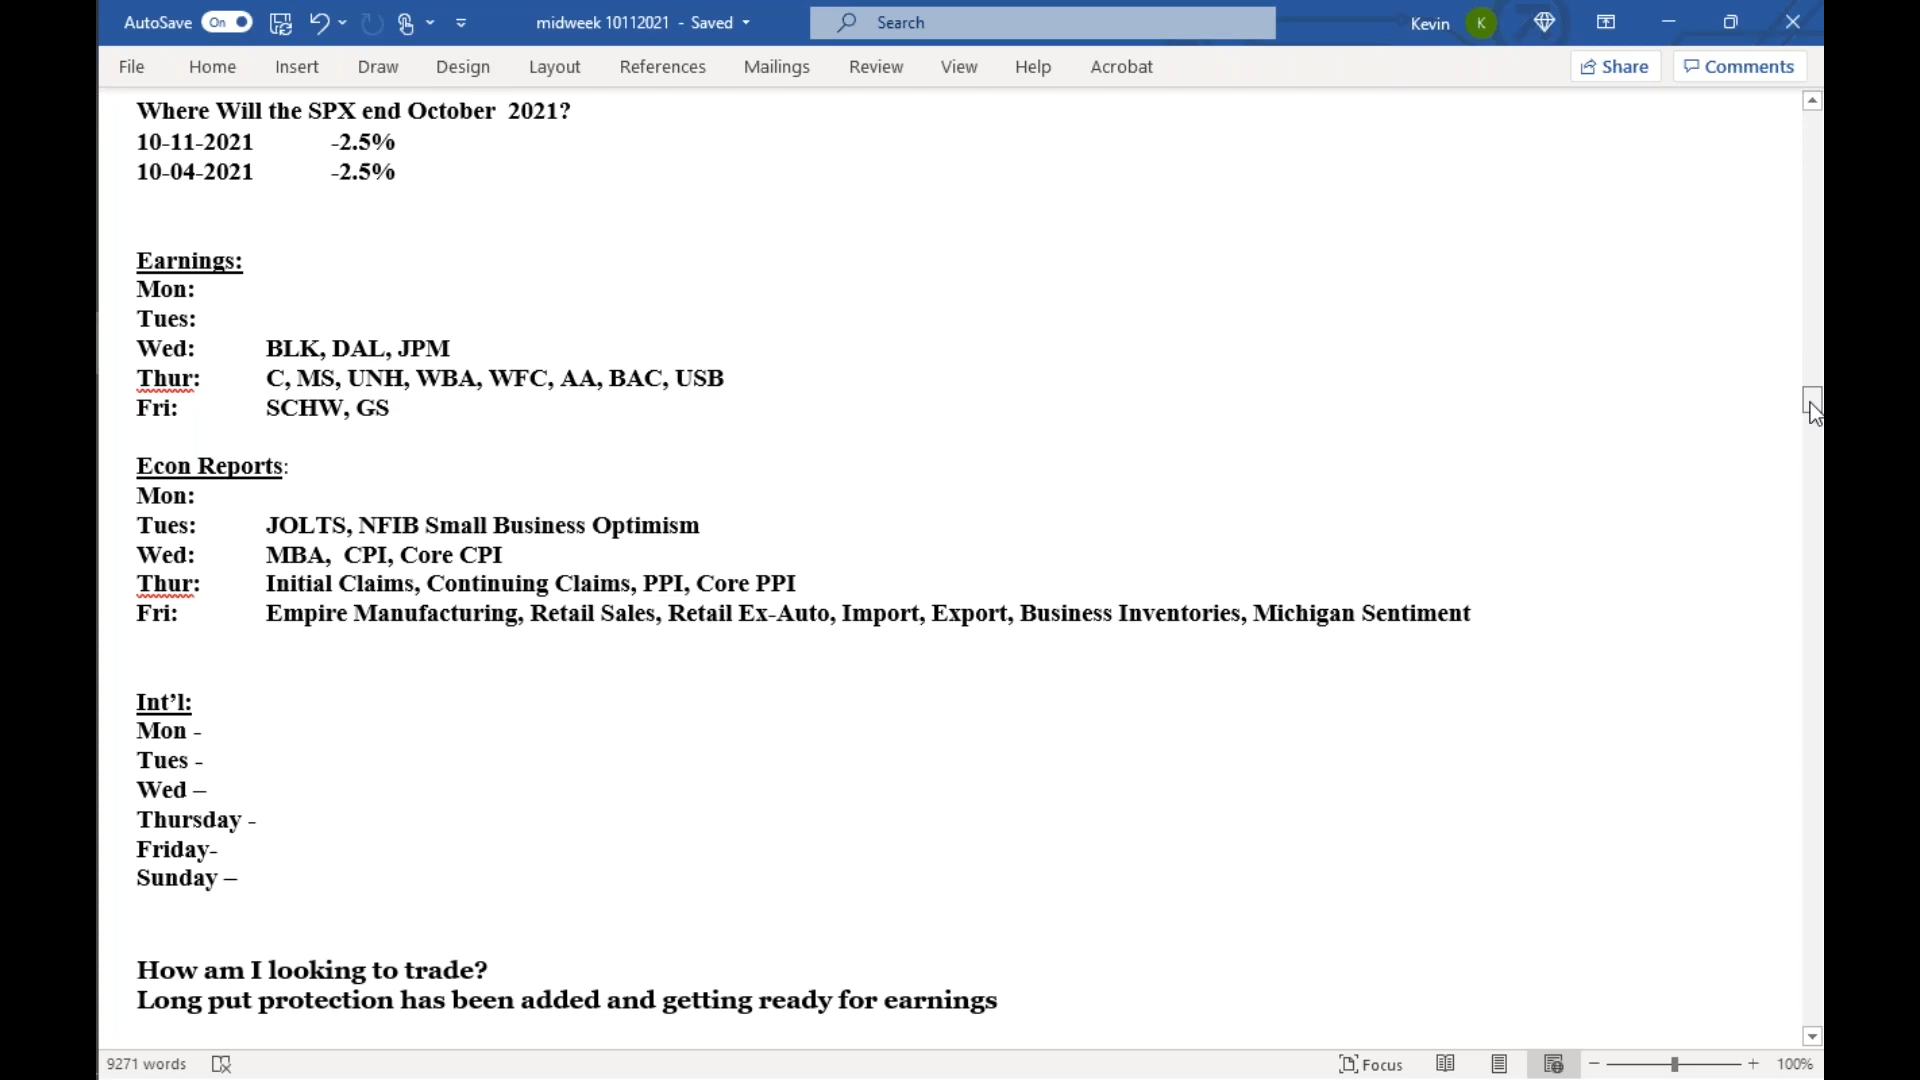 AutoSave On midweek 10112021 - Saved Search Kevin K
File Home Insert Draw Design Layout References Mailings Review View Help Acrobat Share Comments
Where Will the SPX end October  2021?
10-11-2021 -2.5%
10-04-2021 -2.5%
Earnings:
Mon:
Tues:
Wed: BLK, DAL, JPM
Thur: C, MS, UNH, WBA, WFC, AA, BAC, USB
Fri: SCHW, GS
Econ Reports:
Mon:
Tues: JOLTS, NFIB Small Business Optimism
Wed: MBA,  CPI, Core CPI
Thur: Initial Claims, Continuing Claims, PPI, Core PPI
Fri: Empire Manufacturing, Retail Sales, Retail Ex-Auto, Import, Export, Business Inventories, Michigan Sentiment
Int’l:
Mon -
Tues -
Wed –
Thursday -
Friday-
Sunday –
How am I looking to trade?
Long put protection has been added and getting ready for earnings
9271 words Focus 100%